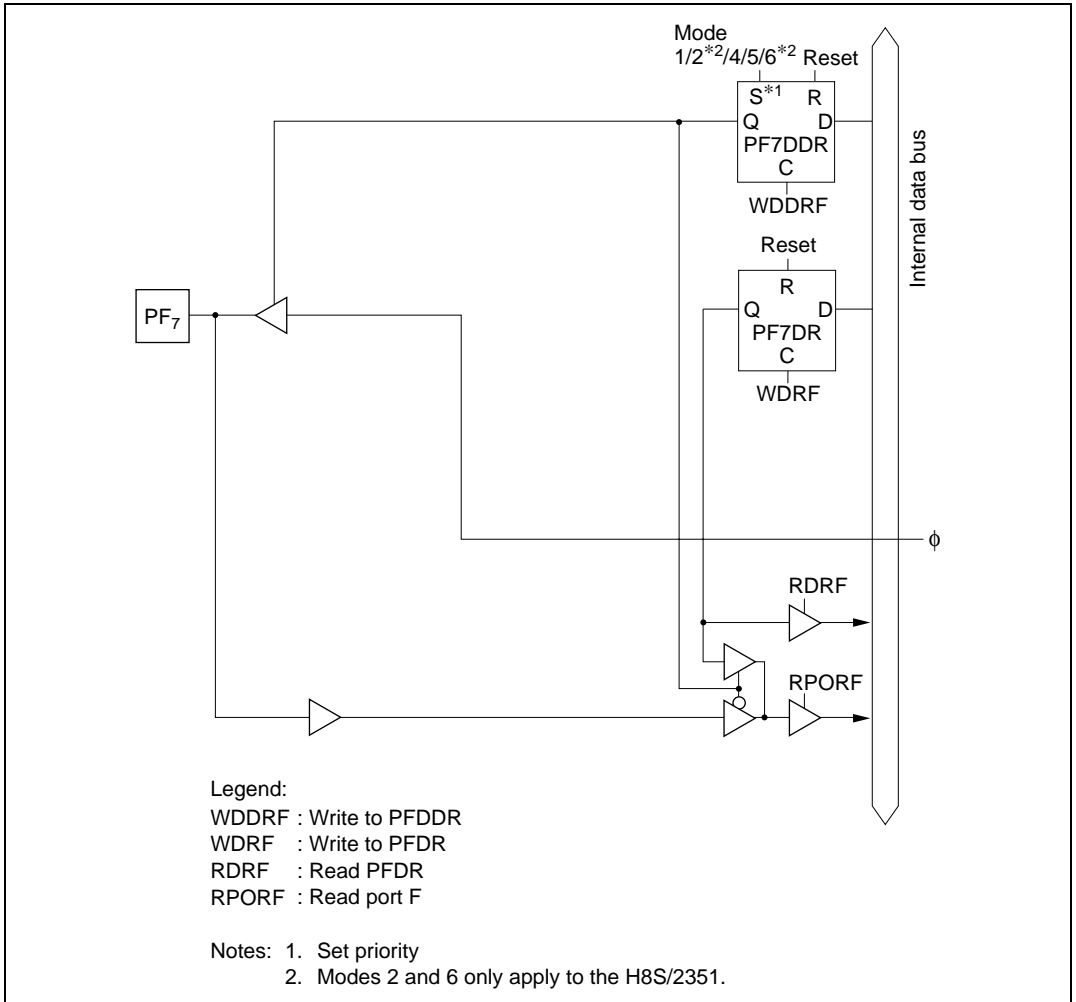 Mode
1/2*2/4/5/6*2 Reset
S*1 R
Q D
PF7DDR
C
WDDRF
Internal data bus
Reset
R
Q D
PF7DR
C
WDRF
PF7
ϕ
RDRF
RPORF
Legend:
WDDRF : Write to PFDDR
WDRF : Write to PFDR
RDRF : Read PFDR
RPORF : Read port F
Notes: 1. Set priority
2. Modes 2 and 6 only apply to the H8S/2351.